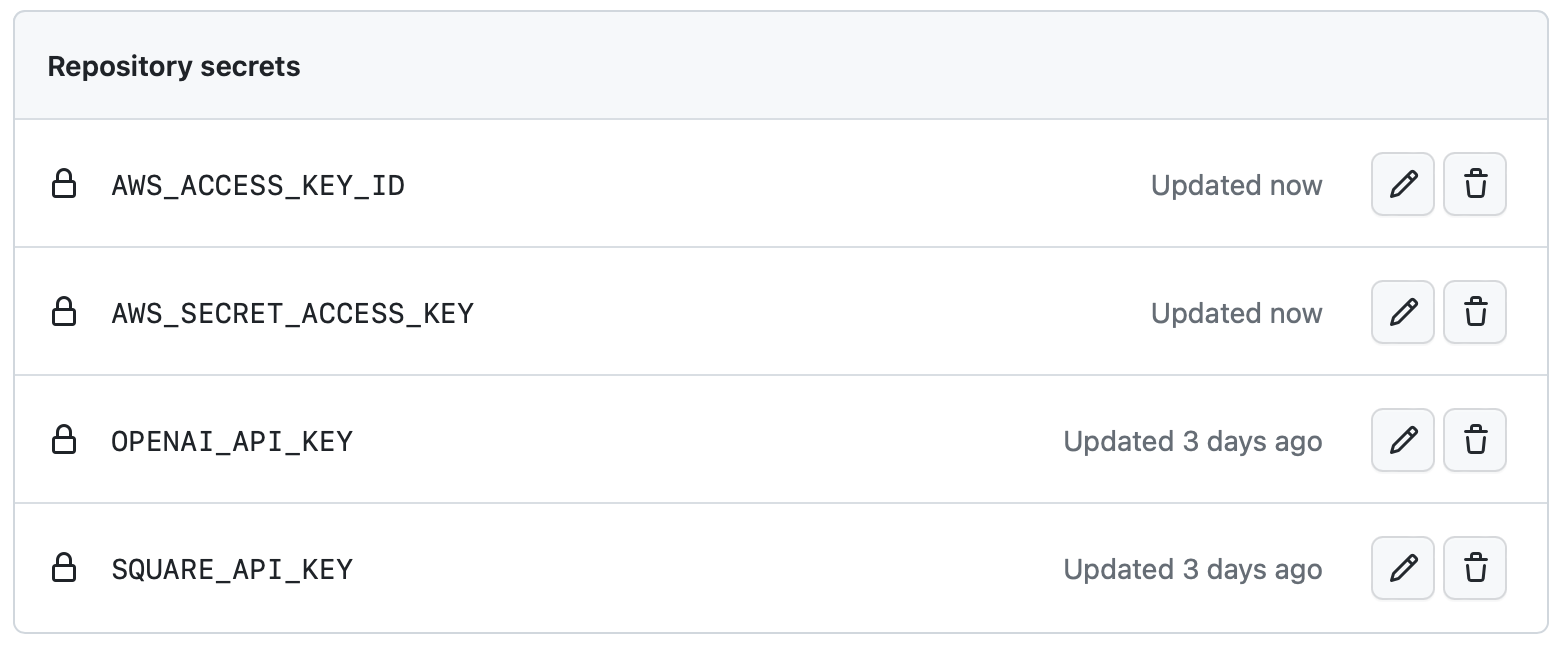 Repository secrets
AWS_ACCESS_KEY_ID Updated now
AWS_SECRET_ACCESS_KEY Updated now
OPENAI_API_KEY Updated 3 days ago
SQUARE_API_KEY Updated 3 days ago